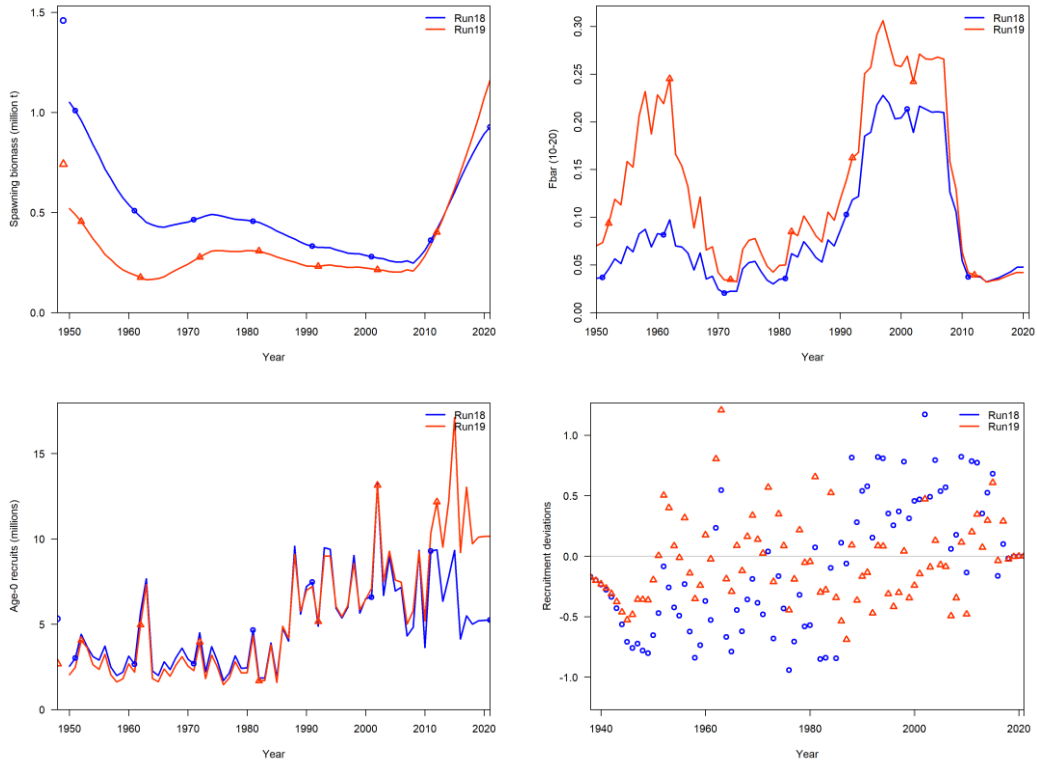 Run18
Run19
Spawning biomass (million t)
0.0
0.5
1.0
1.5
1950 1960 1970 1980 1990 2000 2010 2020
Year
Run18
Run19
Fbar (10-20)
0.00
0.05
0.10
0.15
0.20
0.25
0.30
1950 1960 1970 1980 1990 2000 2010 2020
Year
Run18
Run19
Age-0 recruits (millions)
0
5
10
15
1950 1960 1970 1980 1990 2000 2010 2020
Year
Run18
Run19
Recruitment deviations
-1.0
-0.5
0.0
0.5
1.0
1940 1960 1980 2000 2020
Year